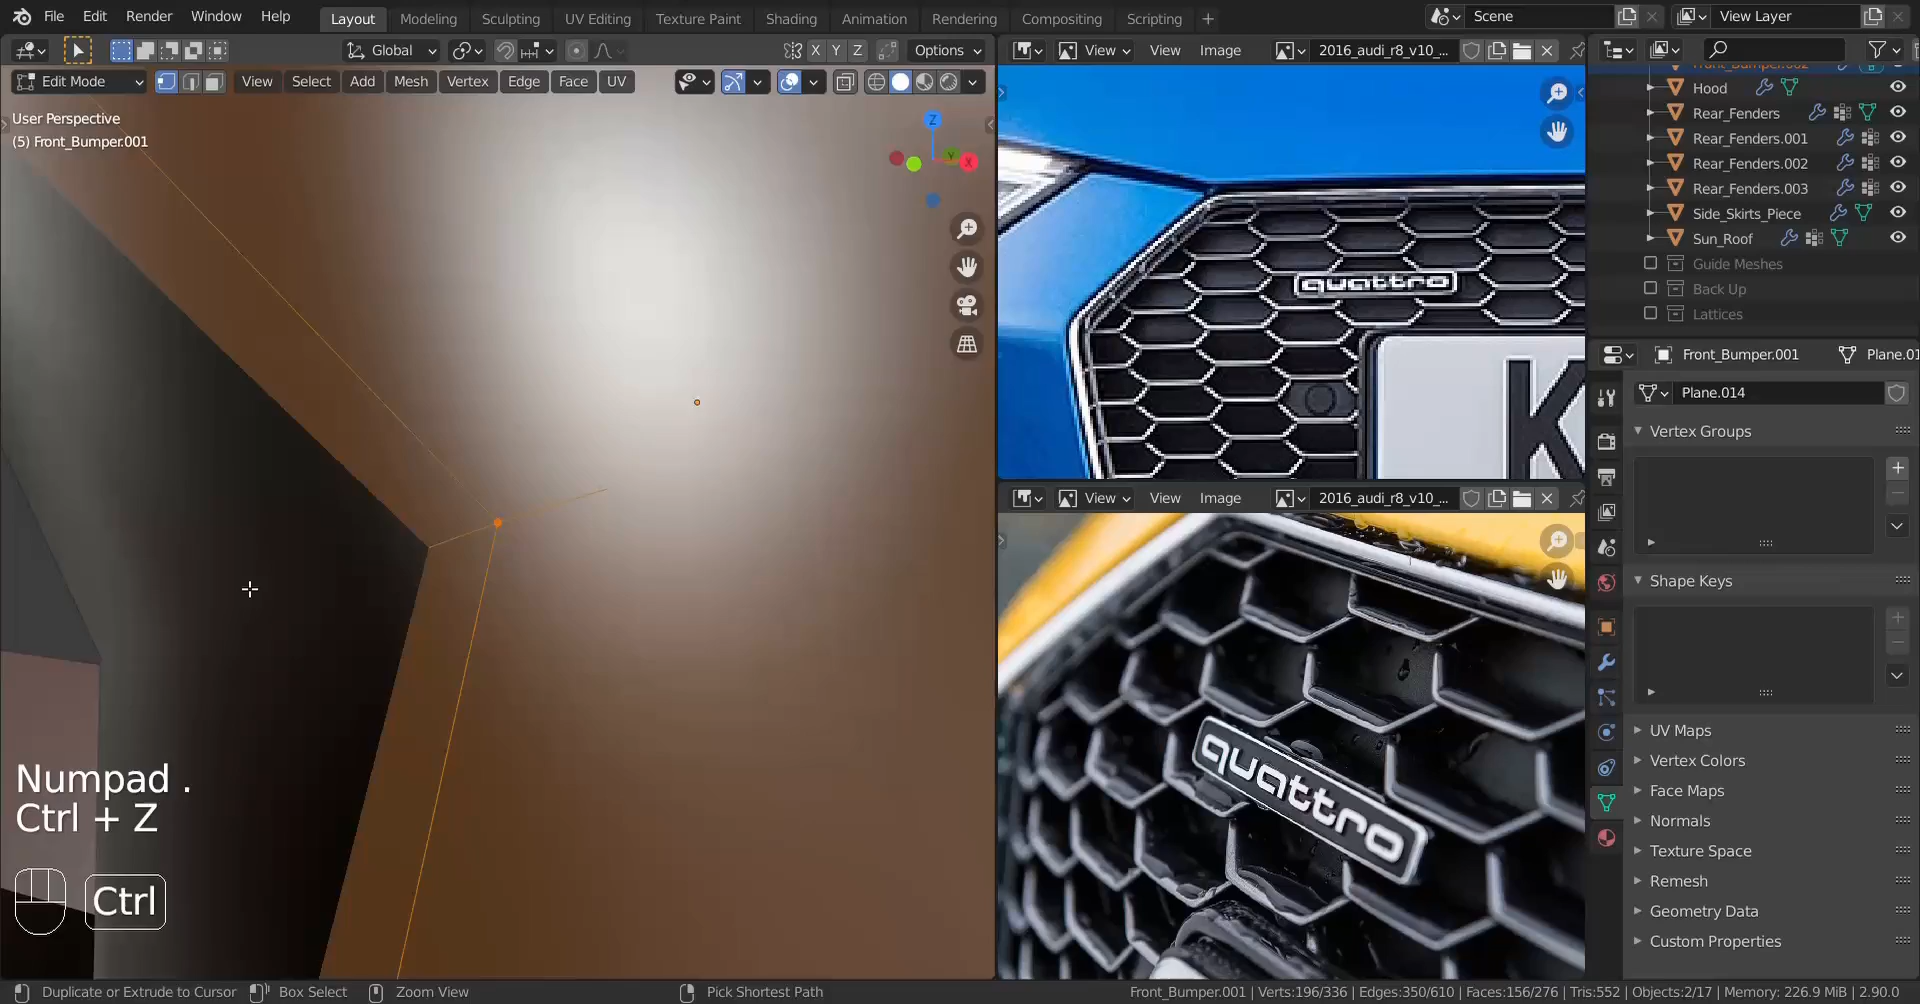 File Edit Render Window Help
Layout Modeling Sculpting UV Editing Texture Paint Shading Animation Rendering Compositing Scripting +
Scene
View Layer
Global
X Y Z
Options
View View Image 2016_audi_r8_v10_...
Edit Mode View Select Add Mesh Vertex Edge Face UV
User Perspective
(5) Front_Bumper.001
Z
Y
X
Front_Bumper.002
Hood
Rear_Fenders
Rear_Fenders.001
Rear_Fenders.002
Rear_Fenders.003
Side_Skirts_Piece
Sun_Roof
Guide Meshes
Back Up
Lattices
quattro
K
View View Image 2016_audi_r8_v10_...
quattro
Front_Bumper.001 Plane.01
Plane.014
Vertex Groups
Shape Keys
UV Maps
Vertex Colors
Face Maps
Normals
Texture Space
Remesh
Geometry Data
Custom Properties
Numpad .
Ctrl + Z
Ctrl
Duplicate or Extrude to Cursor Box Select Zoom View Pick Shortest Path
Front_Bumper.001 | Verts:196/336 | Edges:350/610 | Faces:156/276 | Tris:552 | Objects:2/17 | Memory: 226.9 MiB | 2.90.0